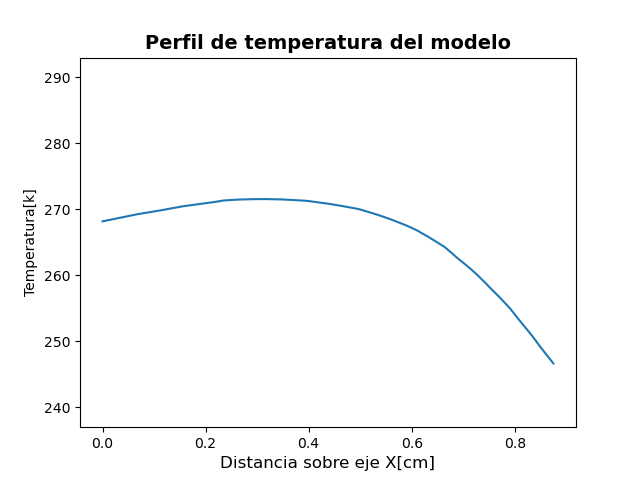 Perfil de temperatura del modelo
290
280
270
260
250
240
Temperatura[k]
0.0 0.2 0.4 0.6 0.8
Distancia sobre eje X[cm]